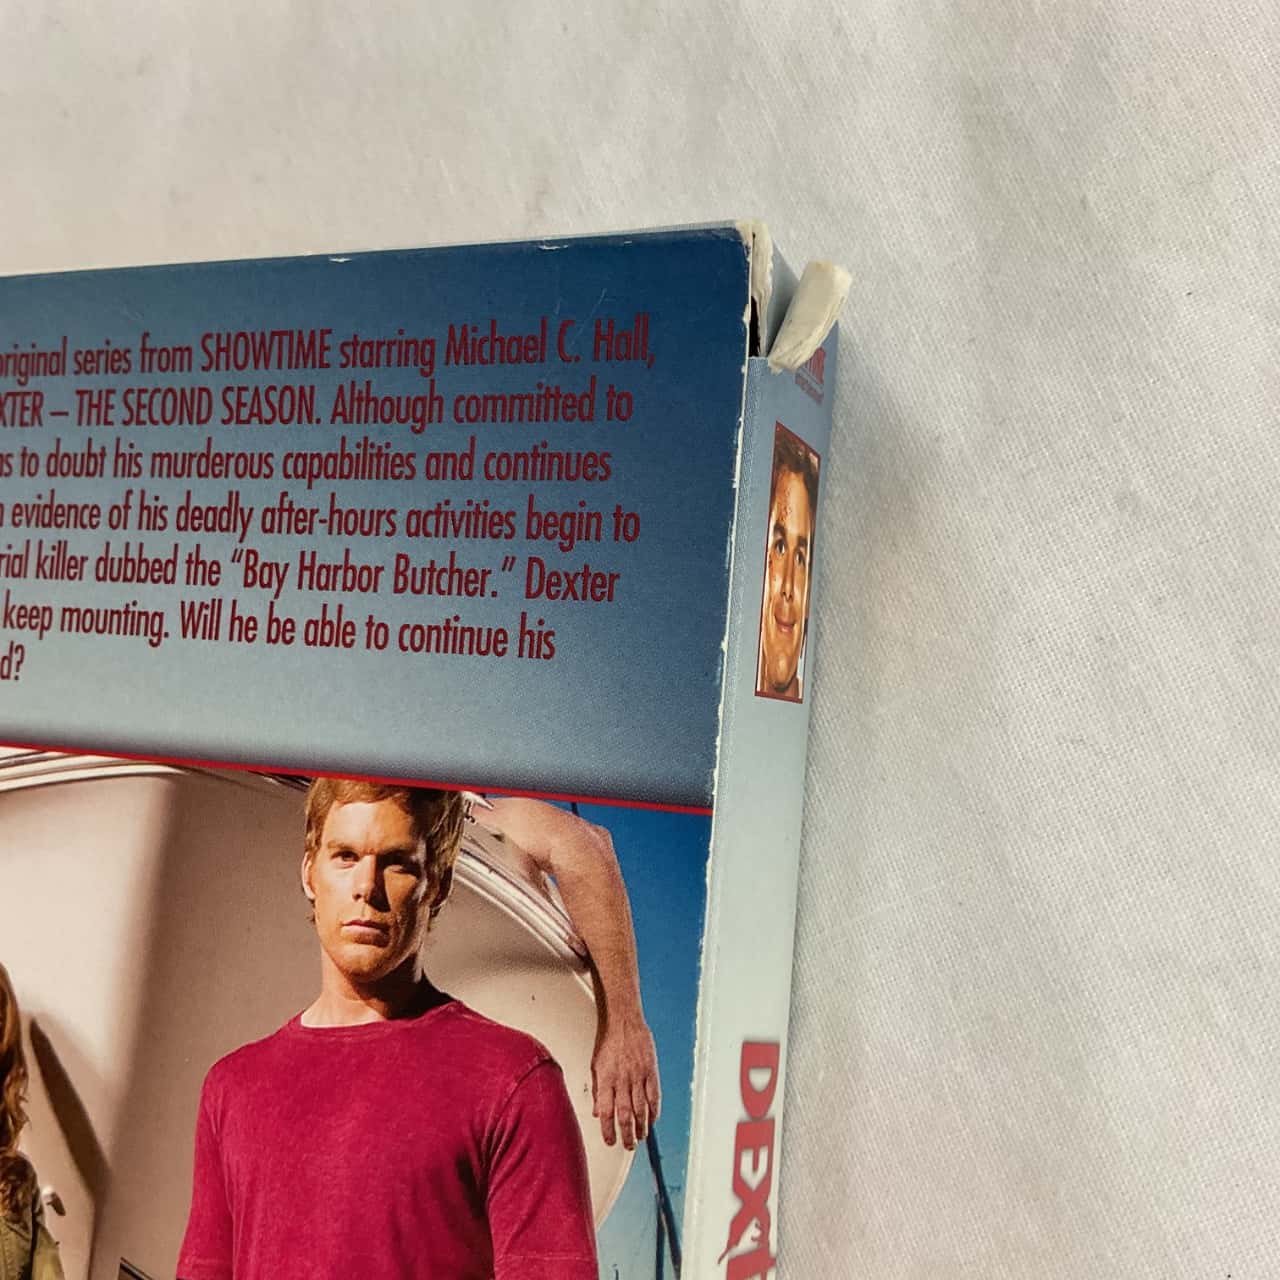 original series from SHOWTIME starring Michael C. Hall,
XTER – THE SECOND SEASON. Although committed to
ns to doubt his murderous capabilities and continues
evidence of his deadly after-hours activities begin to
rial killer dubbed the “Bay Harbor Butcher.” Dexter
keep mounting. Will he be able to continue his
d?
DEXT